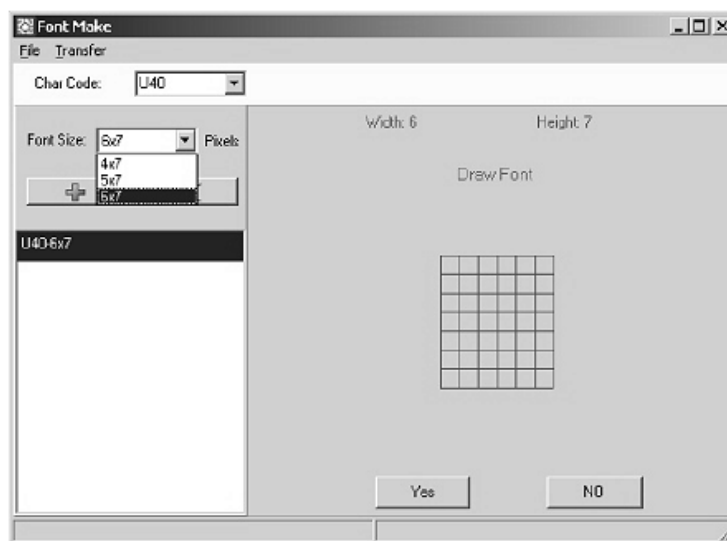 Font Make
File Transfer
Char Code: U40
Font Size: 6x7 Pixels
4x7
5x7
6x7
U40-6x7
Width: 6 Height: 7
Draw Font
Yes NO